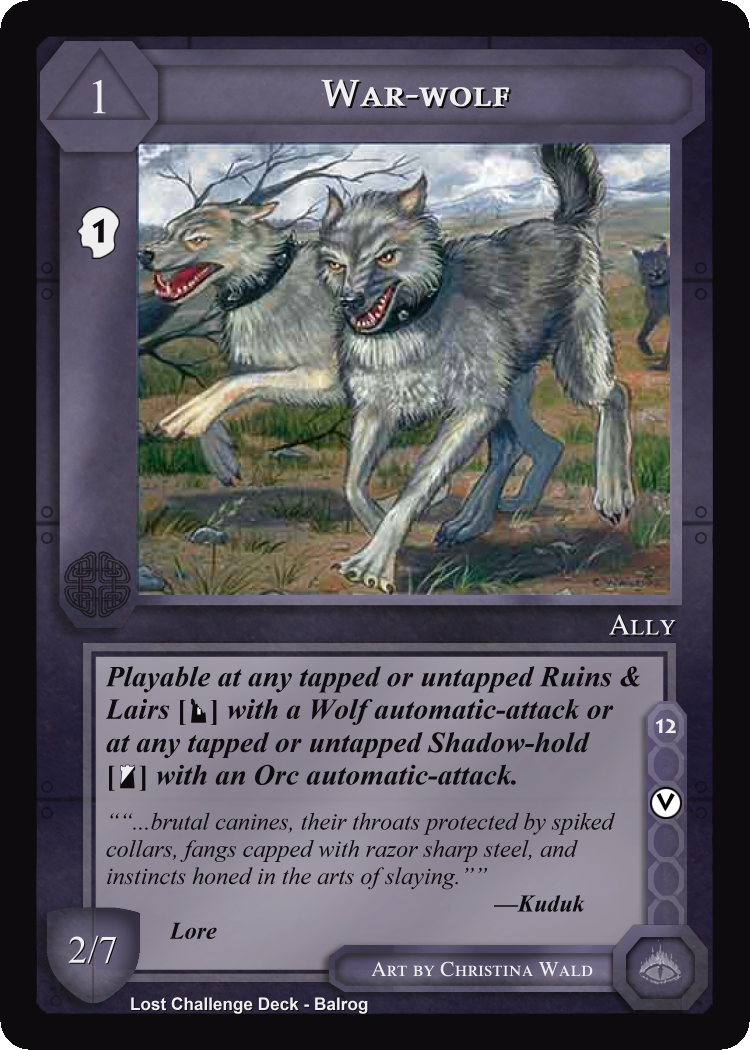 1
WAR-WOLF
1
ALLY
Playable at any tapped or untapped Ruins &
Lairs [] with a Wolf automatic-attack or
at any tapped or untapped Shadow-hold
[] with an Orc automatic-attack.
12
V
““...brutal canines, their throats protected by spiked
collars, fangs capped with razor sharp steel, and
instincts honed in the arts of slaying.””
—Kuduk
Lore
2/7
ART BY CHRISTINA WALD
Lost Challenge Deck - Balrog